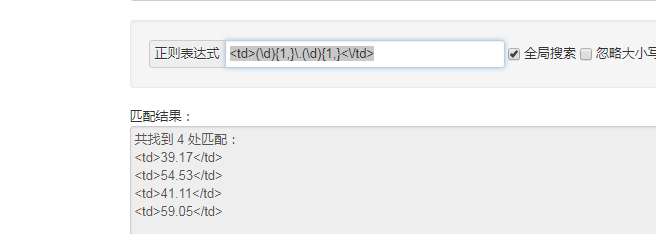 正则表达式 <td>(\d){1,}\.(\d){1,}<\/td> 全局搜索 忽略大小写
匹配结果：
共找到 4 处匹配：
<td>39.17</td>
<td>54.53</td>
<td>41.11</td>
<td>59.05</td>